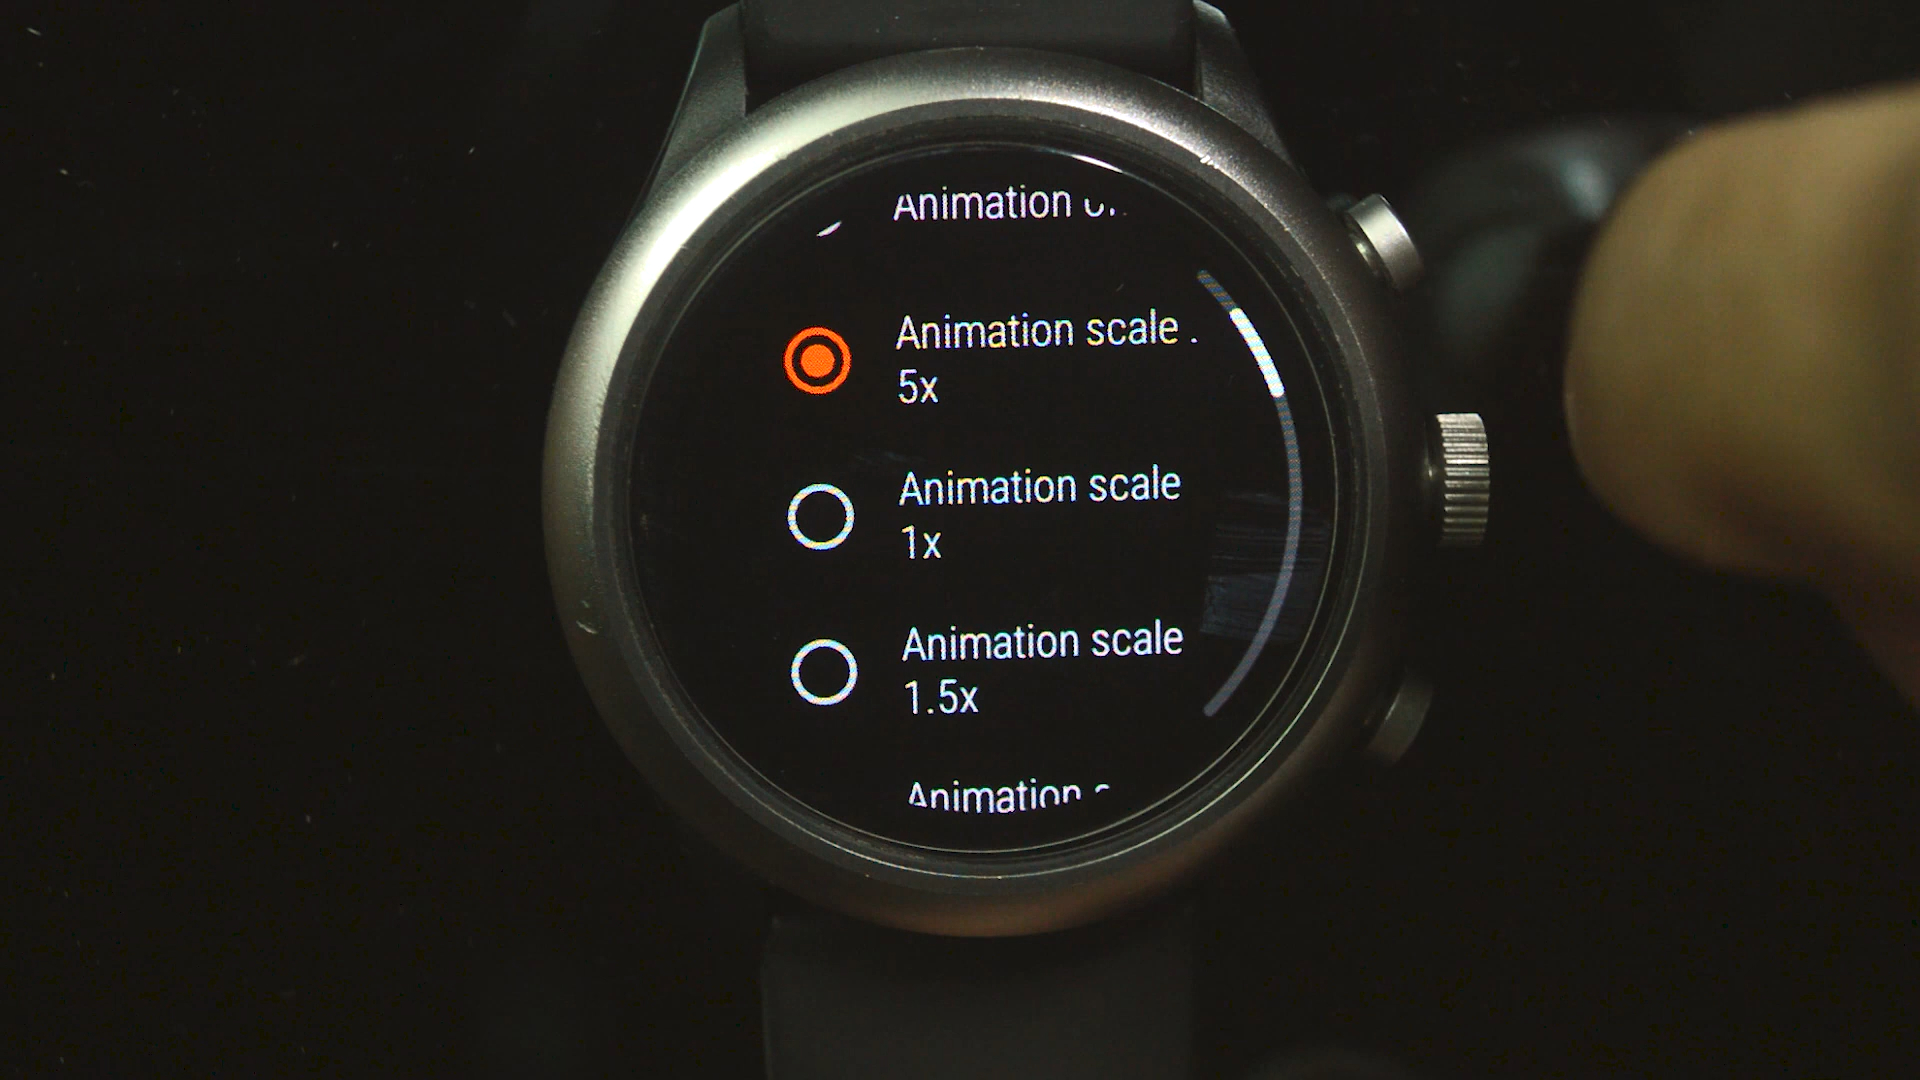 Animation
Animation scale .
5x
Animation scale
1x
Animation scale
1.5x
Animation